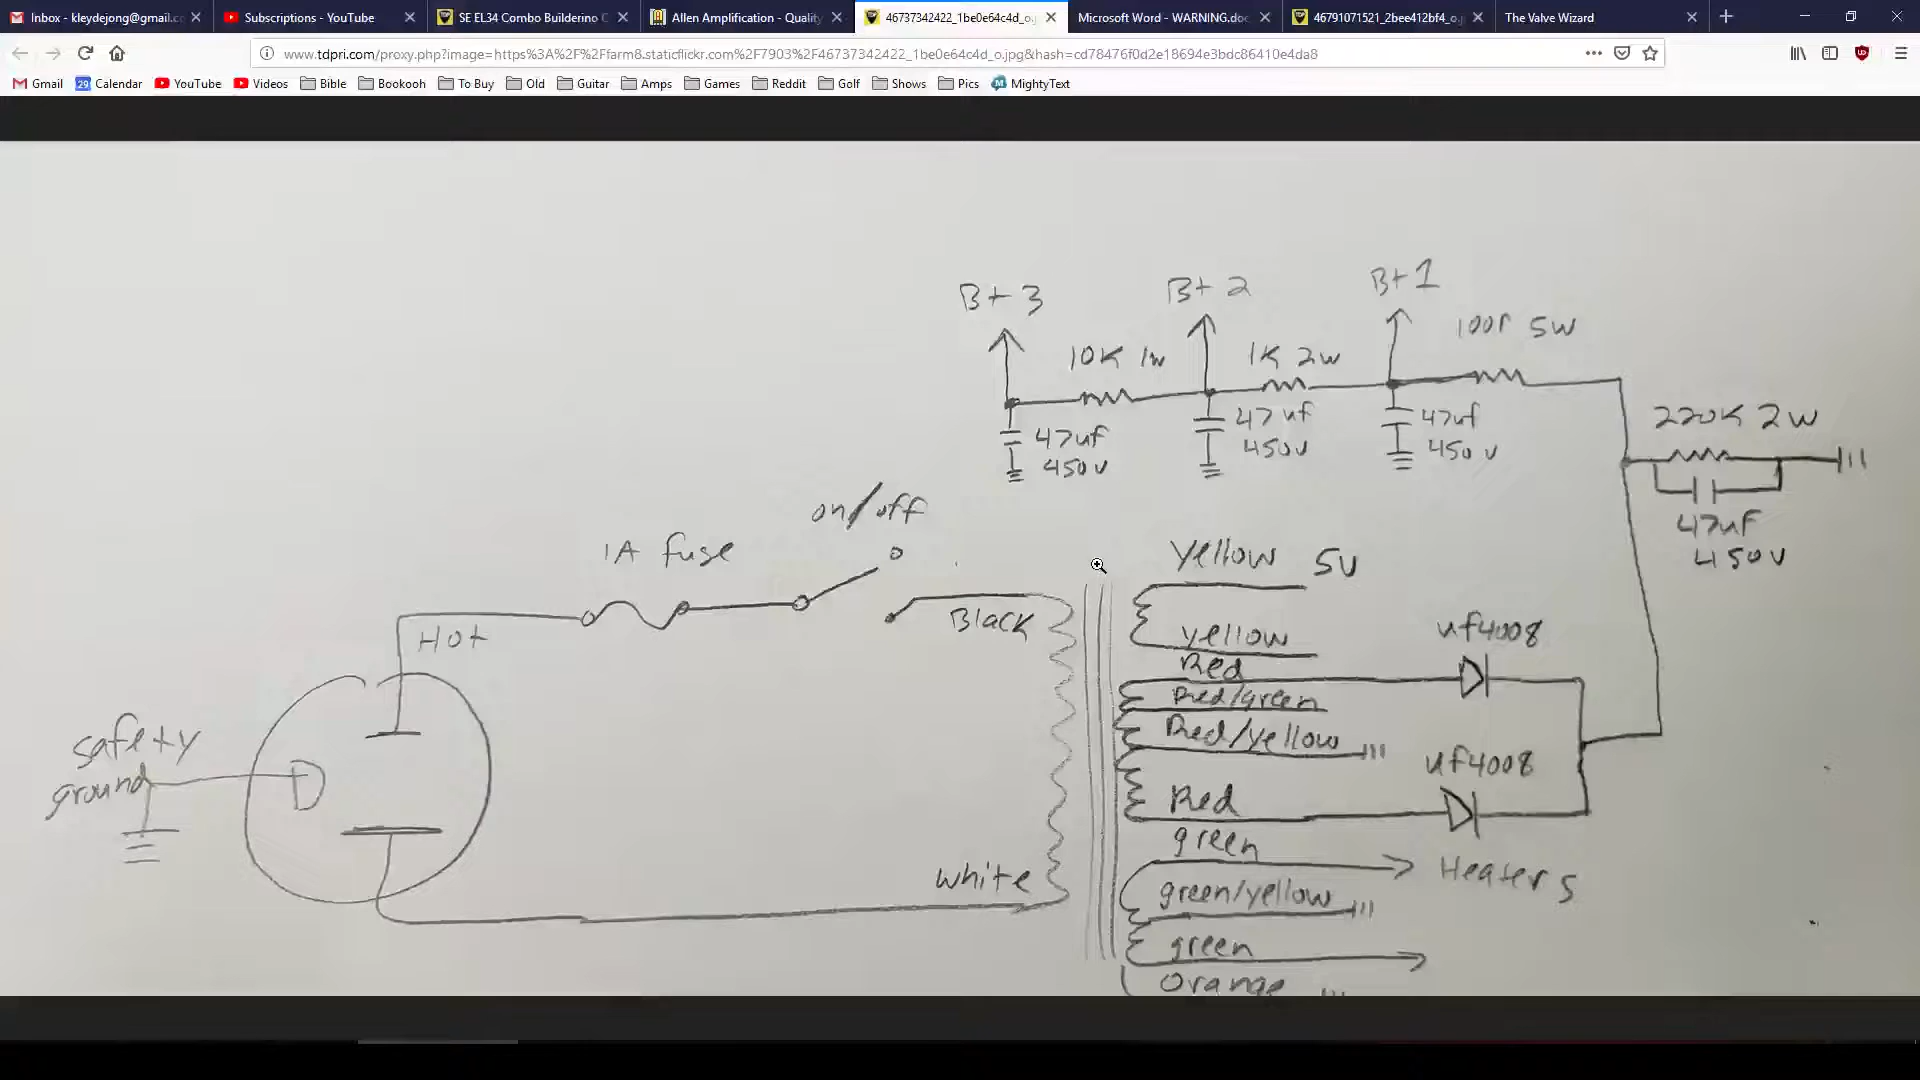 Inbox - kleydejong@gmail.c
Subscriptions - YouTube
SE EL34 Combo Builderino
Allen Amplification - Quality
46737342422_1be0e64c4d_o.
Microsoft Word - WARNING.doc
46791071521_2bee412bf4_o.
The Valve Wizard
www.tdpri.com/proxy.php?image=https%3A%2F%2Ffarm8.staticflickr.com%2F7903%2F46737342422_1be0e64c4d_o.jpg&hash=cd78476f0d2e18694e3bdc86410e4da8
Gmail
29 Calendar
YouTube
Videos
Bible
Bookooh
To Buy
Old
Guitar
Amps
Games
Reddit
Golf
Shows
Pics
MightyText
B+ 3
B+ 2
B+ 1
10K 1w
1K 2w
100r 5w
47uf
450v
47uf
450v
47uf
450v
220K 2w
47uF
450v
on/off
1A fuse
Hot
Black
white
safety
ground
yellow 5v
yellow
Red
Red/green
Red/yellow
Red
uf4008
uf4008
green
Heaters
green/yellow
green
orange